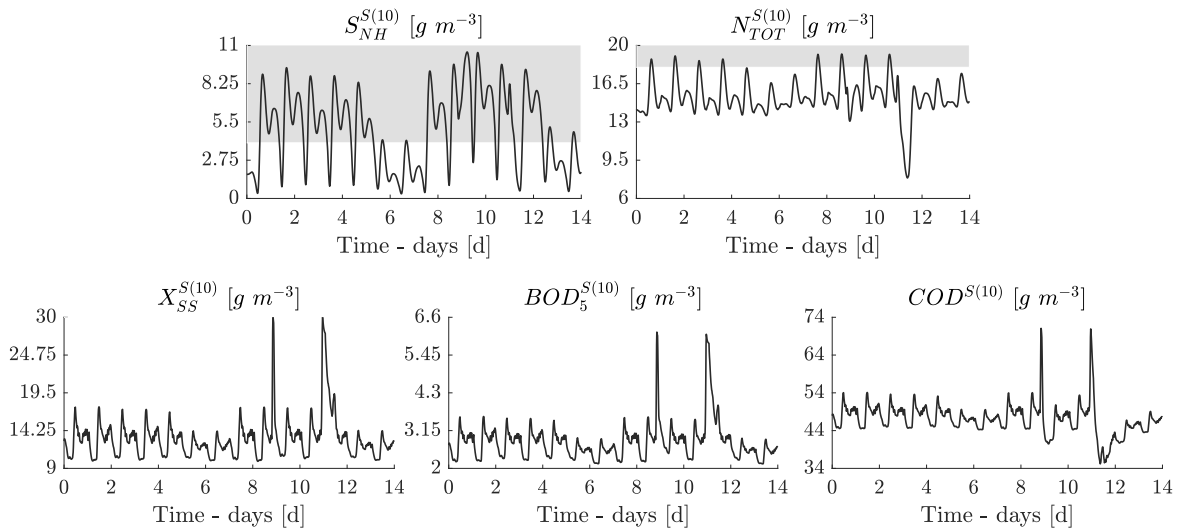 S_{NH}^{S(10)} [g m^{-3}]
11
8.25
5.5
2.75
0
0 2 4 6 8 10 12 14
Time - days [d]
N_{TOT}^{S(10)} [g m^{-3}]
20
16.5
13
9.5
6
0 2 4 6 8 10 12 14
Time - days [d]
X_{SS}^{S(10)} [g m^{-3}]
30
24.75
19.5
14.25
9
0 2 4 6 8 10 12 14
Time - days [d]
BOD_5^{S(10)} [g m^{-3}]
6.6
5.45
4.3
3.15
2
0 2 4 6 8 10 12 14
Time - days [d]
COD^{S(10)} [g m^{-3}]
74
64
54
44
34
0 2 4 6 8 10 12 14
Time - days [d]